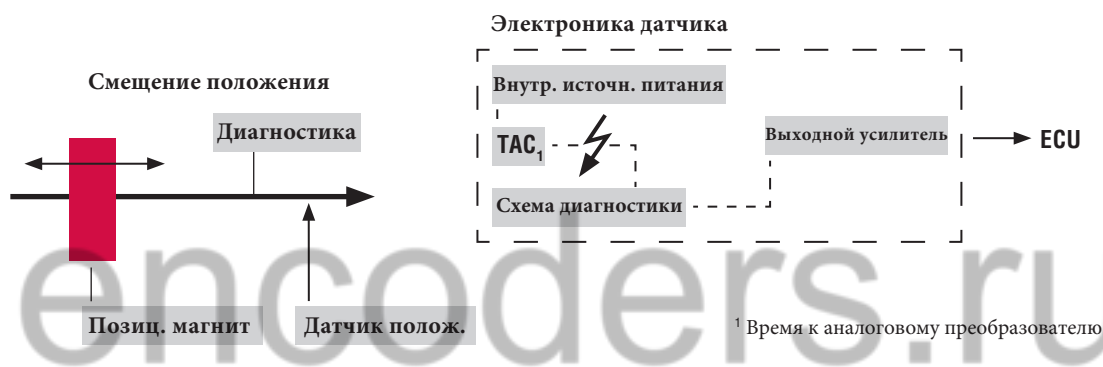 Электроника датчика
Смещение положения
Внутр. источн. питания
Диагностика
TAC1
Выходной усилитель
ECU
Схема диагностики
Позиц. магнит
Датчик полож.
1 Время к аналоговому преобразователю
encoders.ru